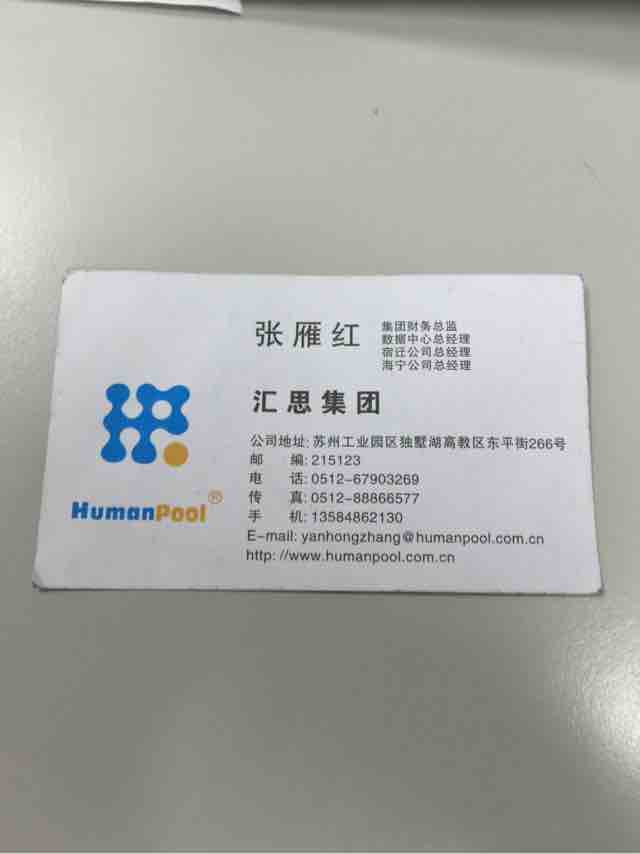 张雁红
集团财务总监
数据中心总经理
宿迁公司总经理
海宁公司总经理
汇思集团
HumanPool®
公司地址: 苏州工业园区独墅湖高教区东平街266号
邮 编: 215123
电 话: 0512-67903269
传 真: 0512-88866577
手 机: 13584862130
E-mail: yanhongzhang@humanpool.com.cn
http: //www.humanpool.com.cn